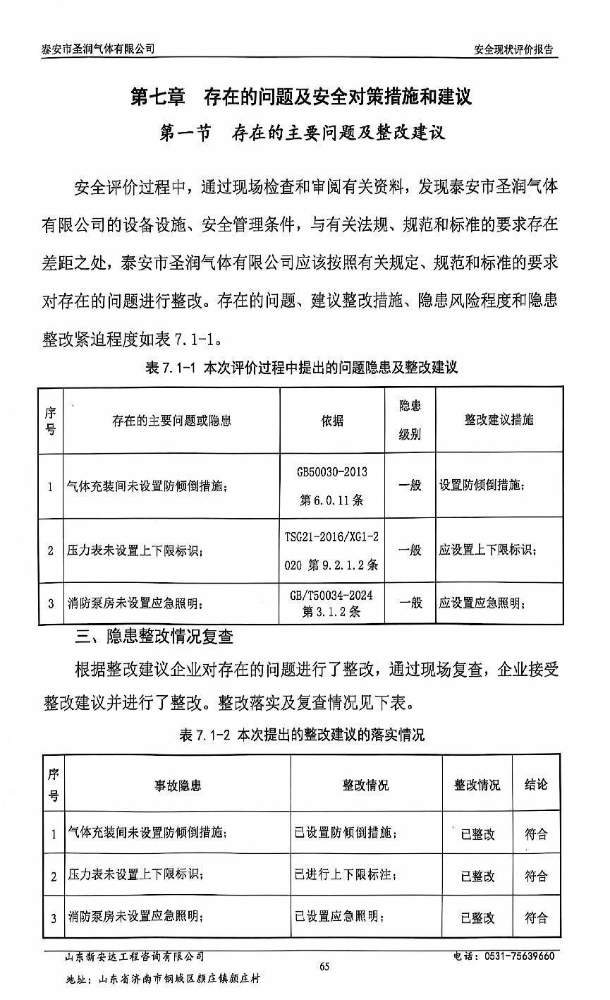 泰安市圣润气体有限公司 安全现状评价报告
第七章 存在的问题及安全对策措施和建议
第一节 存在的主要问题及整改建议
安全评价过程中，通过现场检查和审阅有关资料，发现泰安市圣润气体
有限公司的设备设施、安全管理条件，与有关法规、规范和标准的要求存在
差距之处，泰安市圣润气体有限公司应该按照有关规定、规范和标准的要求
对存在的问题进行整改。存在的问题、建议整改措施、隐患风险程度和隐患
整改紧迫程度如表 7.1-1。
表 7.1-1 本次评价过程中提出的问题隐患及整改建议
序号 存在的主要问题或隐患 依据 隐患级别 整改建议措施
1 气体充装间未设置防倾倒措施； GB50030-2013 第 6.0.11 条 一般 设置防倾倒措施；
2 压力表未设置上下限标识； TSG21-2016/XG1-2020 第 9.2.1.2 条 一般 应设置上下限标识；
3 消防泵房未设置应急照明； GB/T50034-2024 第 3.1.2 条 一般 应设置应急照明；
三、隐患整改情况复查
根据整改建议企业对存在的问题进行了整改，通过现场复查，企业接受
整改建议并进行了整改。整改落实及复查情况见下表。
表 7.1-2 本次提出的整改建议的落实情况
序号 事故隐患 整改情况 整改情况 结论
1 气体充装间未设置防倾倒措施； 已设置防倾倒措施； 已整改 符合
2 压力表未设置上下限标识； 已进行上下限标注； 已整改 符合
3 消防泵房未设置应急照明； 已设置应急照明； 已整改 符合
山东新安达工程咨询有限公司 电话：0531-75639660
65
地址：山东省济南市钢城区颜庄镇颜庄村